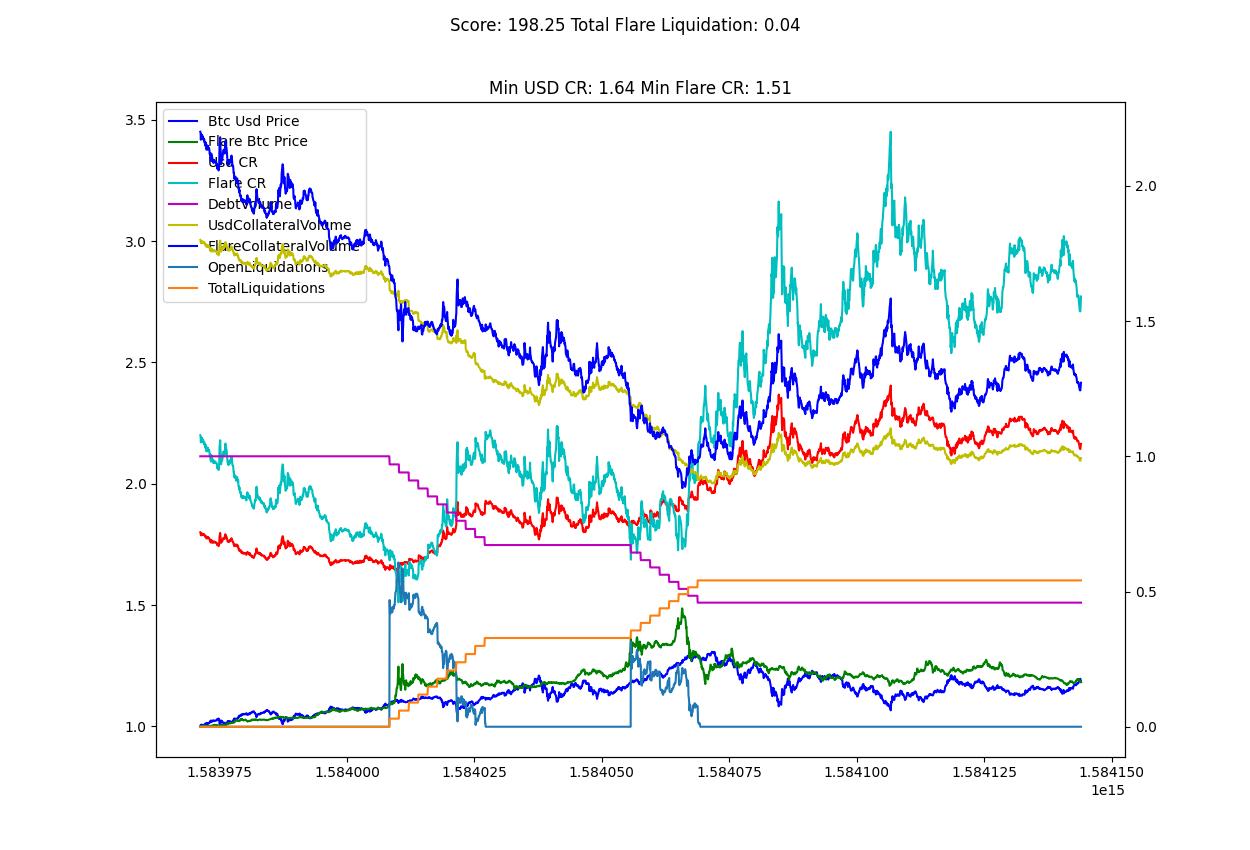 Score: 198.25 Total Flare Liquidation: 0.04
Min USD CR: 1.64 Min Flare CR: 1.51
Btc Usd Price
Flare Btc Price
Usd CR
Flare CR
DebtVolume
UsdCollateralVolume
FlareCollateralVolume
OpenLiquidations
TotalLiquidations
3.5
3.0
2.5
2.0
1.5
1.0
2.0
1.5
1.0
0.5
0.0
1.583975
1.584000
1.584025
1.584050
1.584075
1.584100
1.584125
1.584150
1e15